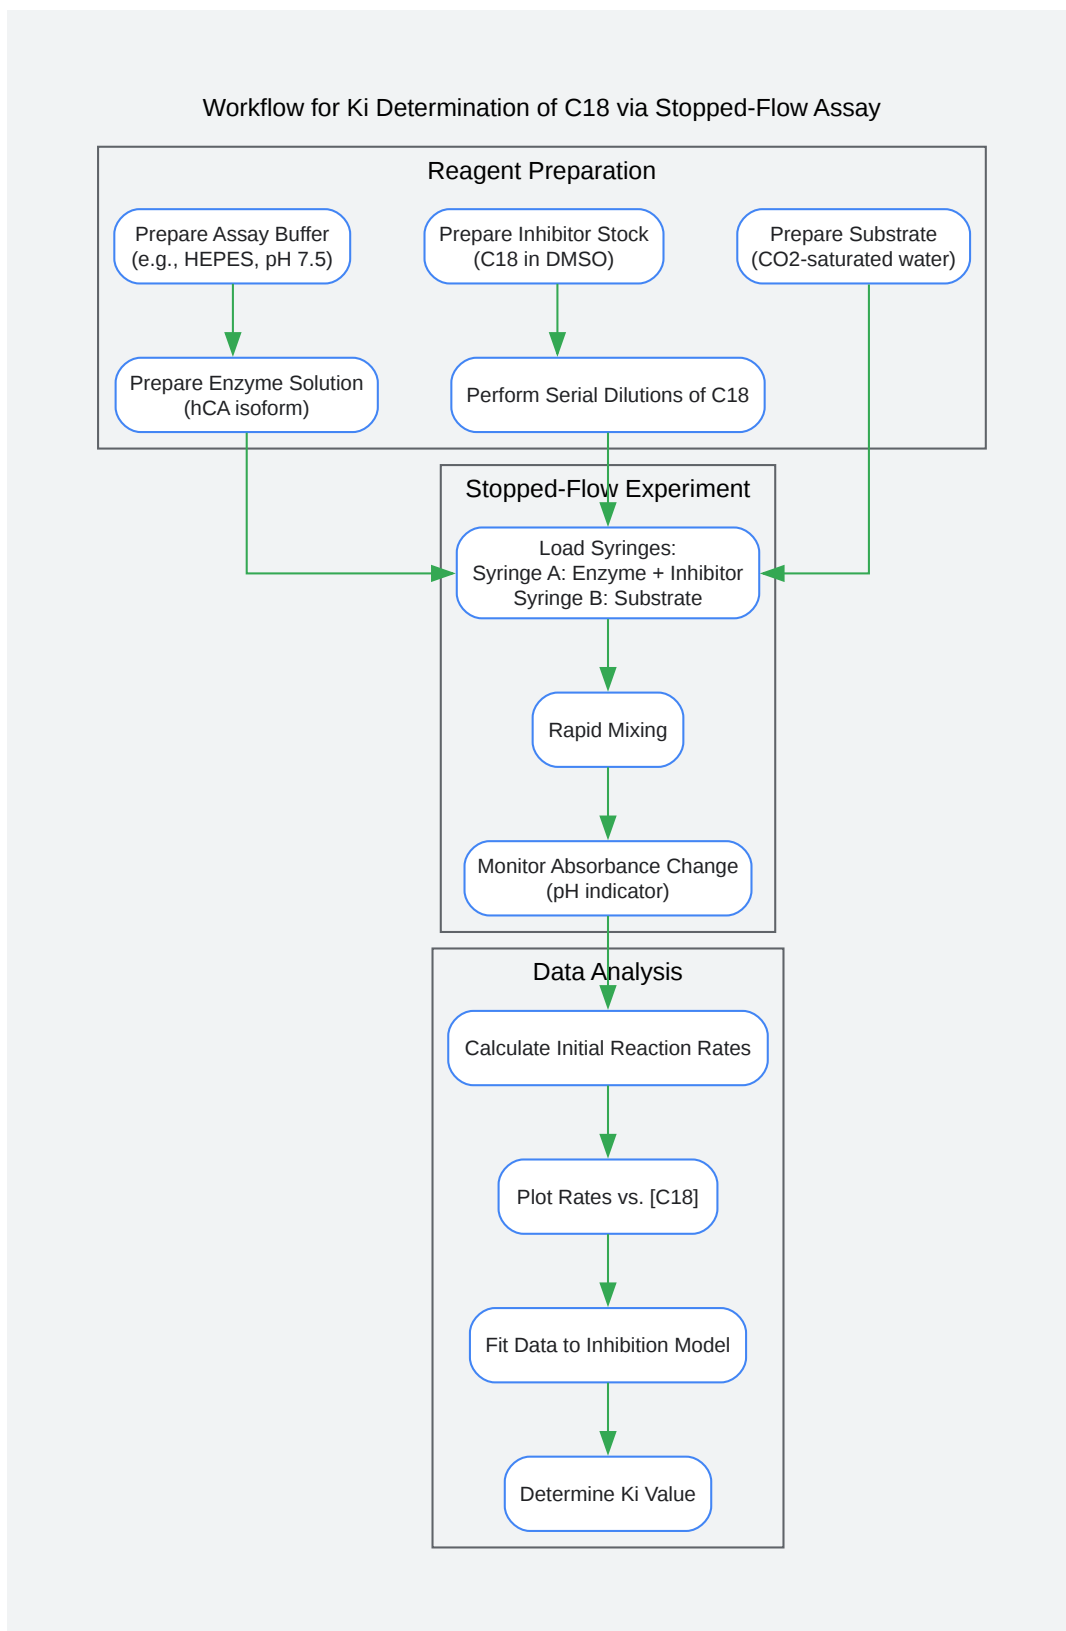 Workflow for Ki Determination of C18 via Stopped-Flow Assay
Reagent Preparation
Prepare Assay Buffer
(e.g., HEPES, pH 7.5)
Prepare Inhibitor Stock
(C18 in DMSO)
Prepare Substrate
(CO2-saturated water)
Prepare Enzyme Solution
(hCA isoform)
Perform Serial Dilutions of C18
Stopped-Flow Experiment
Load Syringes:
Syringe A: Enzyme + Inhibitor
Syringe B: Substrate
Rapid Mixing
Monitor Absorbance Change
(pH indicator)
Data Analysis
Calculate Initial Reaction Rates
Plot Rates vs. [C18]
Fit Data to Inhibition Model
Determine Ki Value